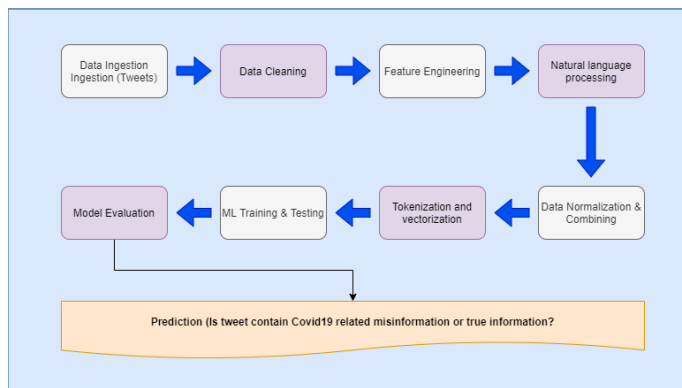 Data Ingestion
Ingestion (Tweets)
Data Cleaning
Feature Engineering
Natural language
processing
Data Normalization &
Combining
Tokenization and
vectorization
ML Training & Testing
Model Evaluation
Prediction (Is tweet contain Covid19 related misinformation or true information?